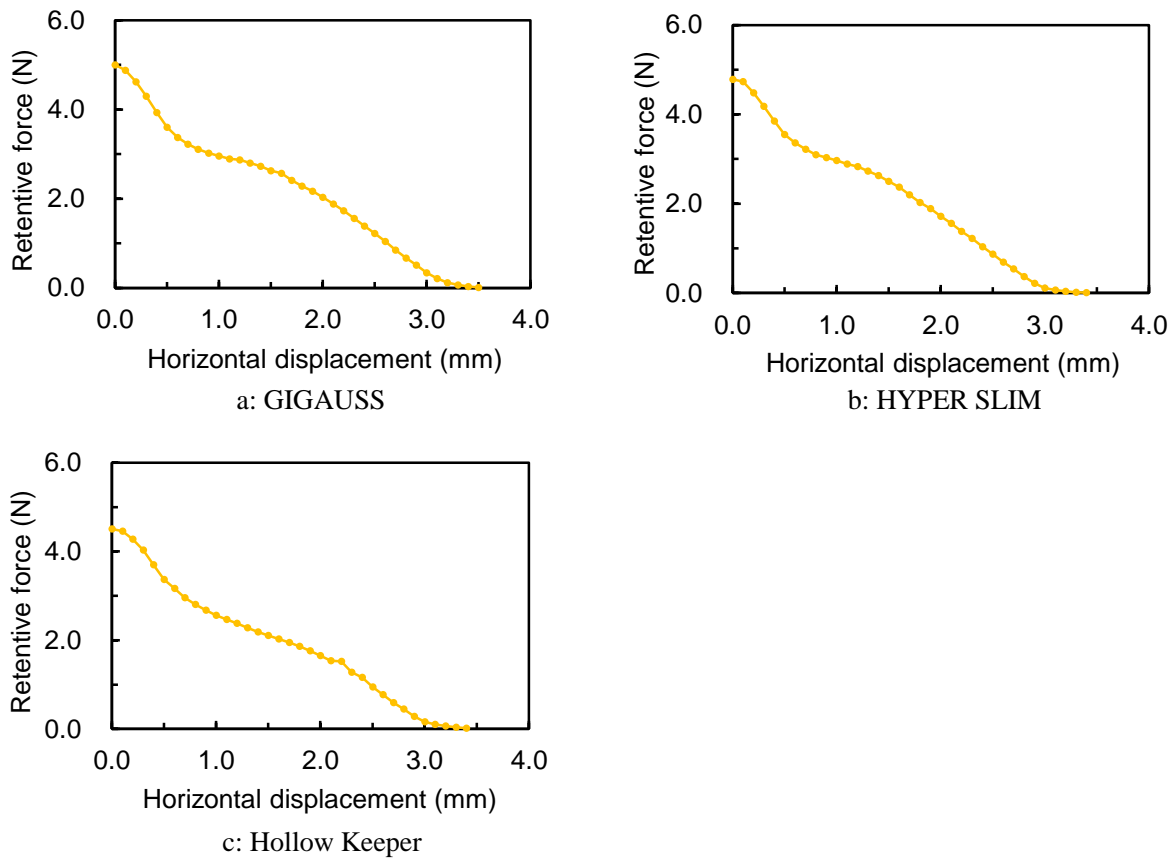 6.0
4.0
2.0
0.0
Retentive force (N)
0.0 1.0 2.0 3.0 4.0
Horizontal displacement (mm)
a: GIGAUSS
6.0
4.0
2.0
0.0
Retentive force (N)
0.0 1.0 2.0 3.0 4.0
Horizontal displacement (mm)
b: HYPER SLIM
6.0
4.0
2.0
0.0
Retentive force (N)
0.0 1.0 2.0 3.0 4.0
Horizontal displacement (mm)
c: Hollow Keeper